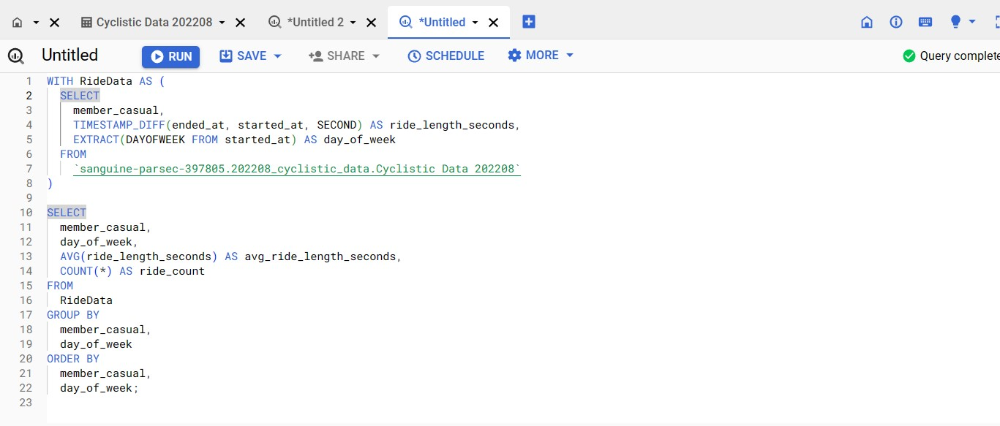 Cyclistic Data 202208 *Untitled 2 *Untitled
Untitled RUN SAVE SHARE SCHEDULE MORE Query complete
1 WITH RideData AS (
2 SELECT
3 member_casual,
4 TIMESTAMP_DIFF(ended_at, started_at, SECOND) AS ride_length_seconds,
5 EXTRACT(DAYOFWEEK FROM started_at) AS day_of_week
6 FROM
7 `sanguine-parsec-397805.202208_cyclistic_data.Cyclistic Data 202208`
8 )
9
10 SELECT
11 member_casual,
12 day_of_week,
13 AVG(ride_length_seconds) AS avg_ride_length_seconds,
14 COUNT(*) AS ride_count
15 FROM
16 RideData
17 GROUP BY
18 member_casual,
19 day_of_week
20 ORDER BY
21 member_casual,
22 day_of_week;
23